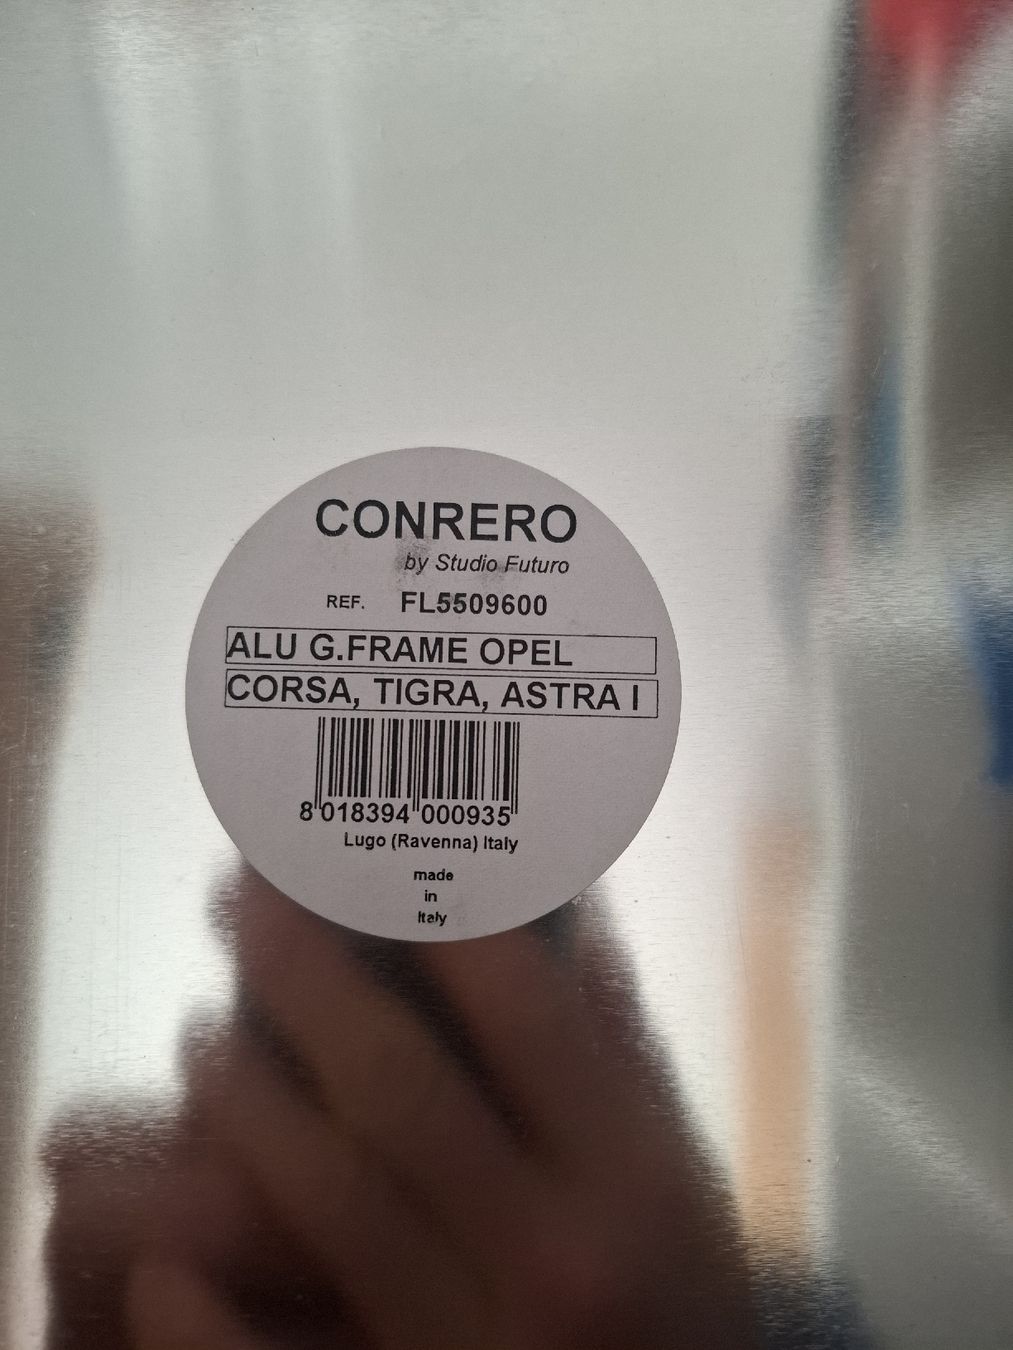 CONRERO
by Studio Futuro
REF. FL5509600
ALU G.FRAME OPEL
CORSA, TIGRA, ASTRA I
8 018394 000935
Lugo (Ravenna) Italy
made
in
Italy